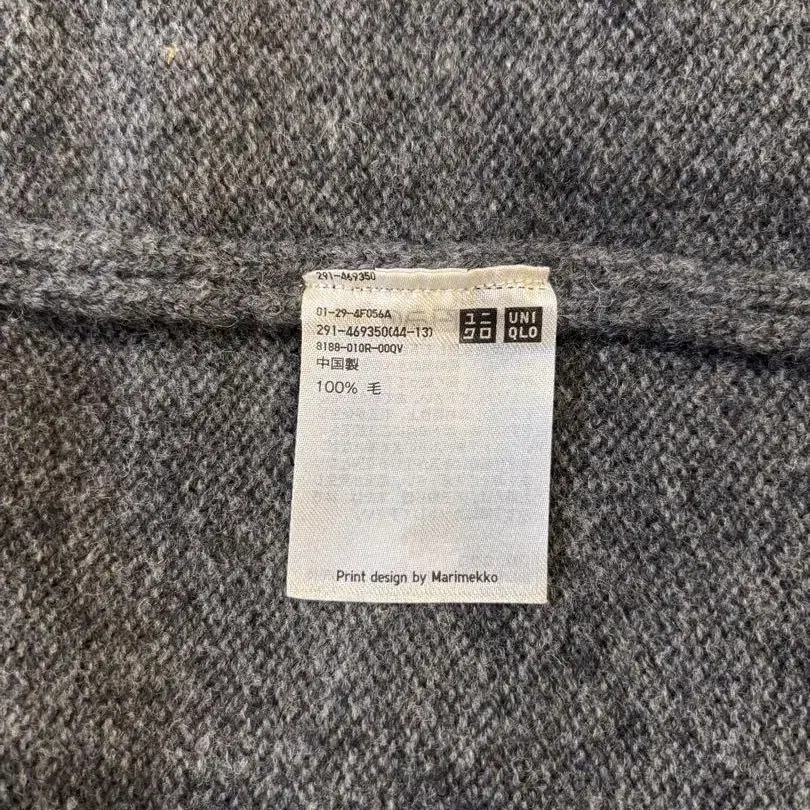 291-469350
01-29-4F056A
291-469350(44-13)
8188-010R-00QV
中国製
100% 毛
ユニ
クロ
UNI
QLO
Print design by Marimekko